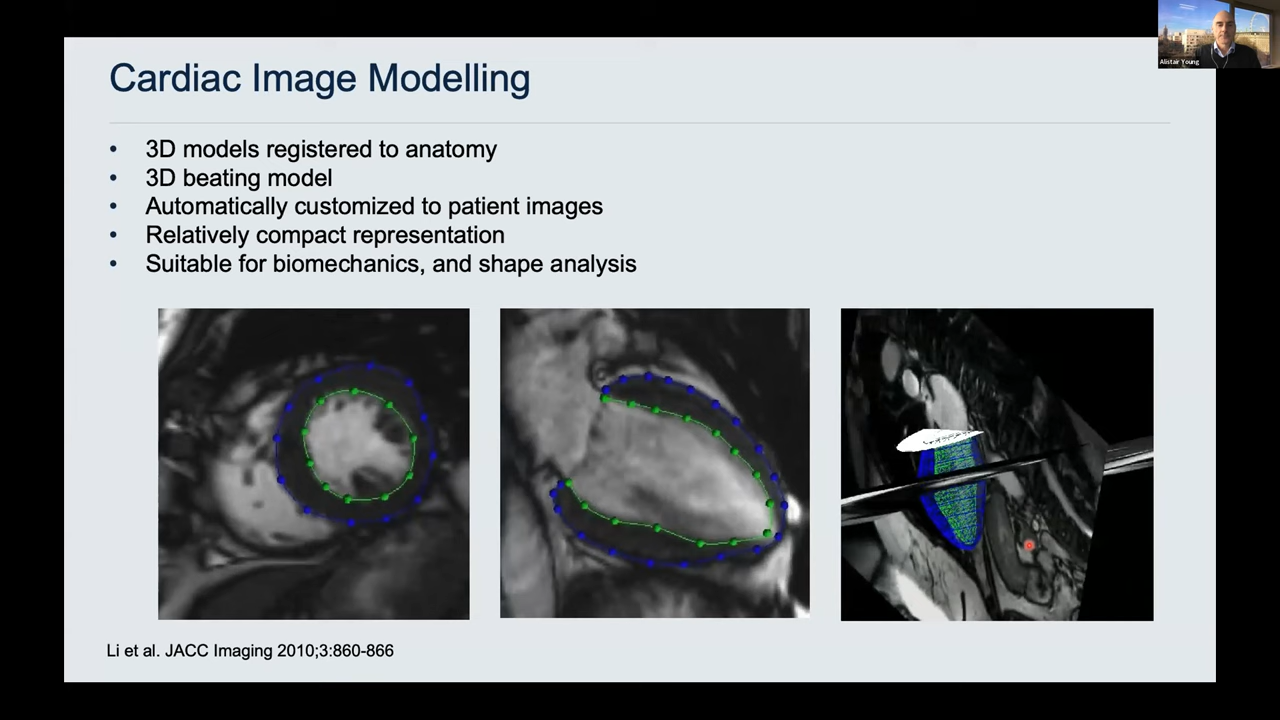 Alistair Young
Cardiac Image Modelling
• 3D models registered to anatomy
• 3D beating model
• Automatically customized to patient images
• Relatively compact representation
• Suitable for biomechanics, and shape analysis
Li et al. JACC Imaging 2010;3:860-866